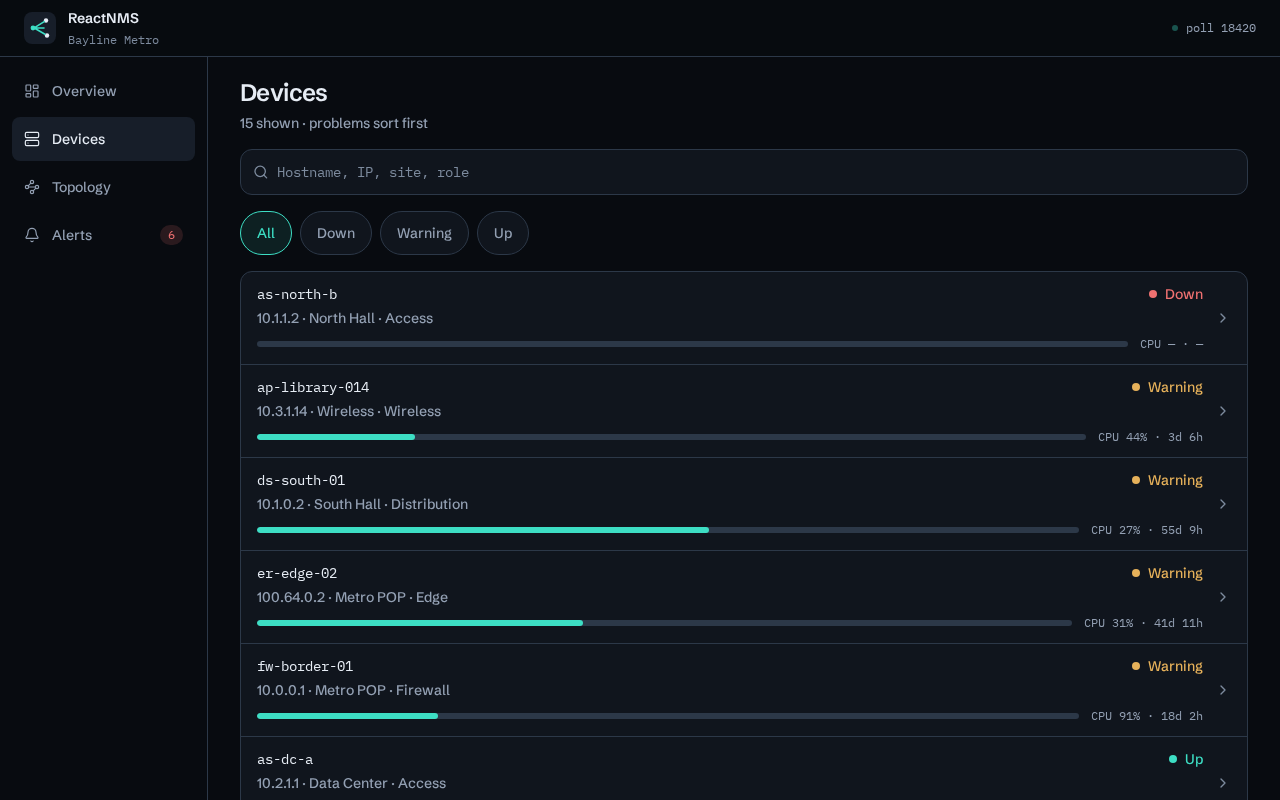 ReactNMS
Bayline Metro
poll 18420
Overview
Devices
Topology
Alerts 6
Devices
15 shown · problems sort first
Hostname, IP, site, role
All Down Warning Up
as-north-b Down
10.1.1.2 · North Hall · Access
CPU — · —
ap-library-014 Warning
10.3.1.14 · Wireless · Wireless
CPU 44% · 3d 6h
ds-south-01 Warning
10.1.0.2 · South Hall · Distribution
CPU 27% · 55d 9h
er-edge-02 Warning
100.64.0.2 · Metro POP · Edge
CPU 31% · 41d 11h
fw-border-01 Warning
10.0.0.1 · Metro POP · Firewall
CPU 91% · 18d 2h
as-dc-a Up
10.2.1.1 · Data Center · Access